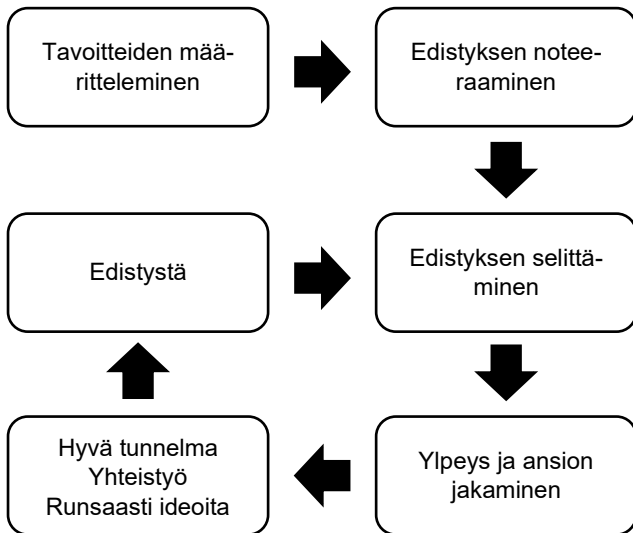 Tavoitteiden mää-
ritteleminen
Edistyksen notee-
raaminen
Edistystä
Edistyksen selittä-
minen
Hyvä tunnelma
Yhteistyö
Runsaasti ideoita
Ylpeys ja ansion
jakaminen